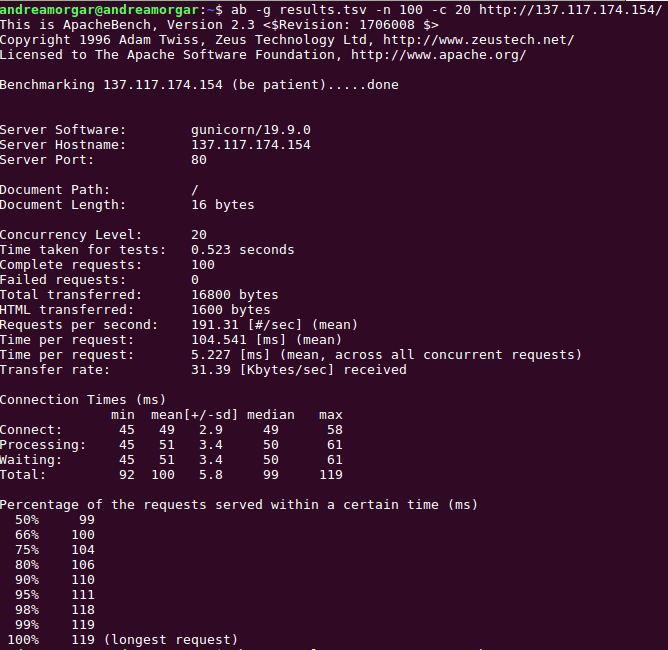 andreamorgar@andreamorgar:~$ ab -g results.tsv -n 100 -c 20 http://137.117.174.154/
This is ApacheBench, Version 2.3 <$Revision: 1706008 $>
Copyright 1996 Adam Twiss, Zeus Technology Ltd, http://www.zeustech.net/
Licensed to The Apache Software Foundation, http://www.apache.org/
Benchmarking 137.117.174.154 (be patient).....done
Server Software:        gunicorn/19.9.0
Server Hostname:        137.117.174.154
Server Port:            80
Document Path:          /
Document Length:        16 bytes
Concurrency Level:      20
Time taken for tests:   0.523 seconds
Complete requests:      100
Failed requests:        0
Total transferred:      16800 bytes
HTML transferred:       1600 bytes
Requests per second:    191.31 [#/sec] (mean)
Time per request:       104.541 [ms] (mean)
Time per request:       5.227 [ms] (mean, across all concurrent requests)
Transfer rate:          31.39 [Kbytes/sec] received
Connection Times (ms)
              min  mean[+/-sd] median   max
Connect:       45   49   2.9     49      58
Processing:    45   51   3.4     50      61
Waiting:       45   51   3.4     50      61
Total:         92  100   5.8     99     119
Percentage of the requests served within a certain time (ms)
  50%     99
  66%    100
  75%    104
  80%    106
  90%    110
  95%    111
  98%    118
  99%    119
 100%    119 (longest request)